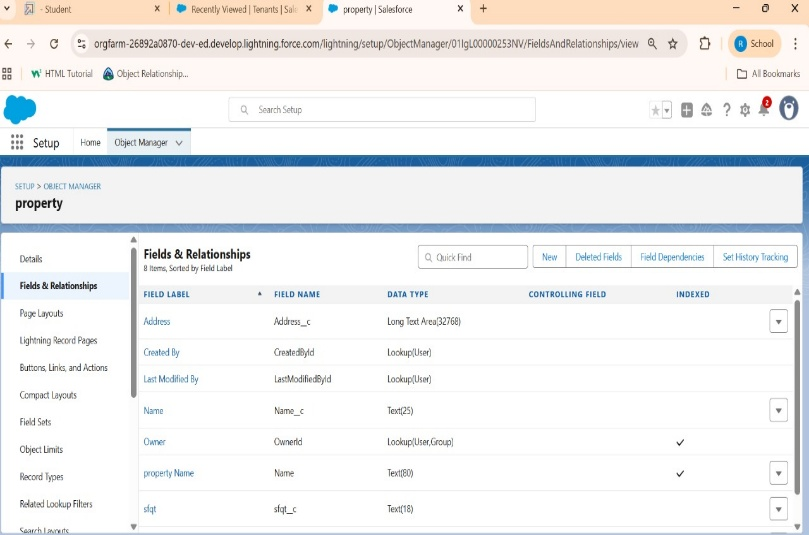 - Student
Recently Viewed | Tenants | Sale
property | Salesforce
orgfarm-26892a0870-dev-ed.develop.lightning.force.com/lightning/setup/ObjectManager/01IgL00000253NV/FieldsAndRelationships/view
R School
HTML Tutorial
Object Relationship...
All Bookmarks
Search Setup
2
Setup
Home
Object Manager
SETUP > OBJECT MANAGER
property
Details
Fields & Relationships
Page Layouts
Lightning Record Pages
Buttons, Links, and Actions
Compact Layouts
Field Sets
Object Limits
Record Types
Related Lookup Filters
Search Layouts
Fields & Relationships
8 Items, Sorted by Field Label
Quick Find
New
Deleted Fields
Field Dependencies
Set History Tracking
FIELD LABEL FIELD NAME DATA TYPE CONTROLLING FIELD INDEXED
Address Address__c Long Text Area(32768)
Created By CreatedById Lookup(User)
Last Modified By LastModifiedById Lookup(User)
Name Name__c Text(25)
Owner OwnerId Lookup(User,Group)
property Name Name Text(80)
sfqt sfqt__c Text(18)